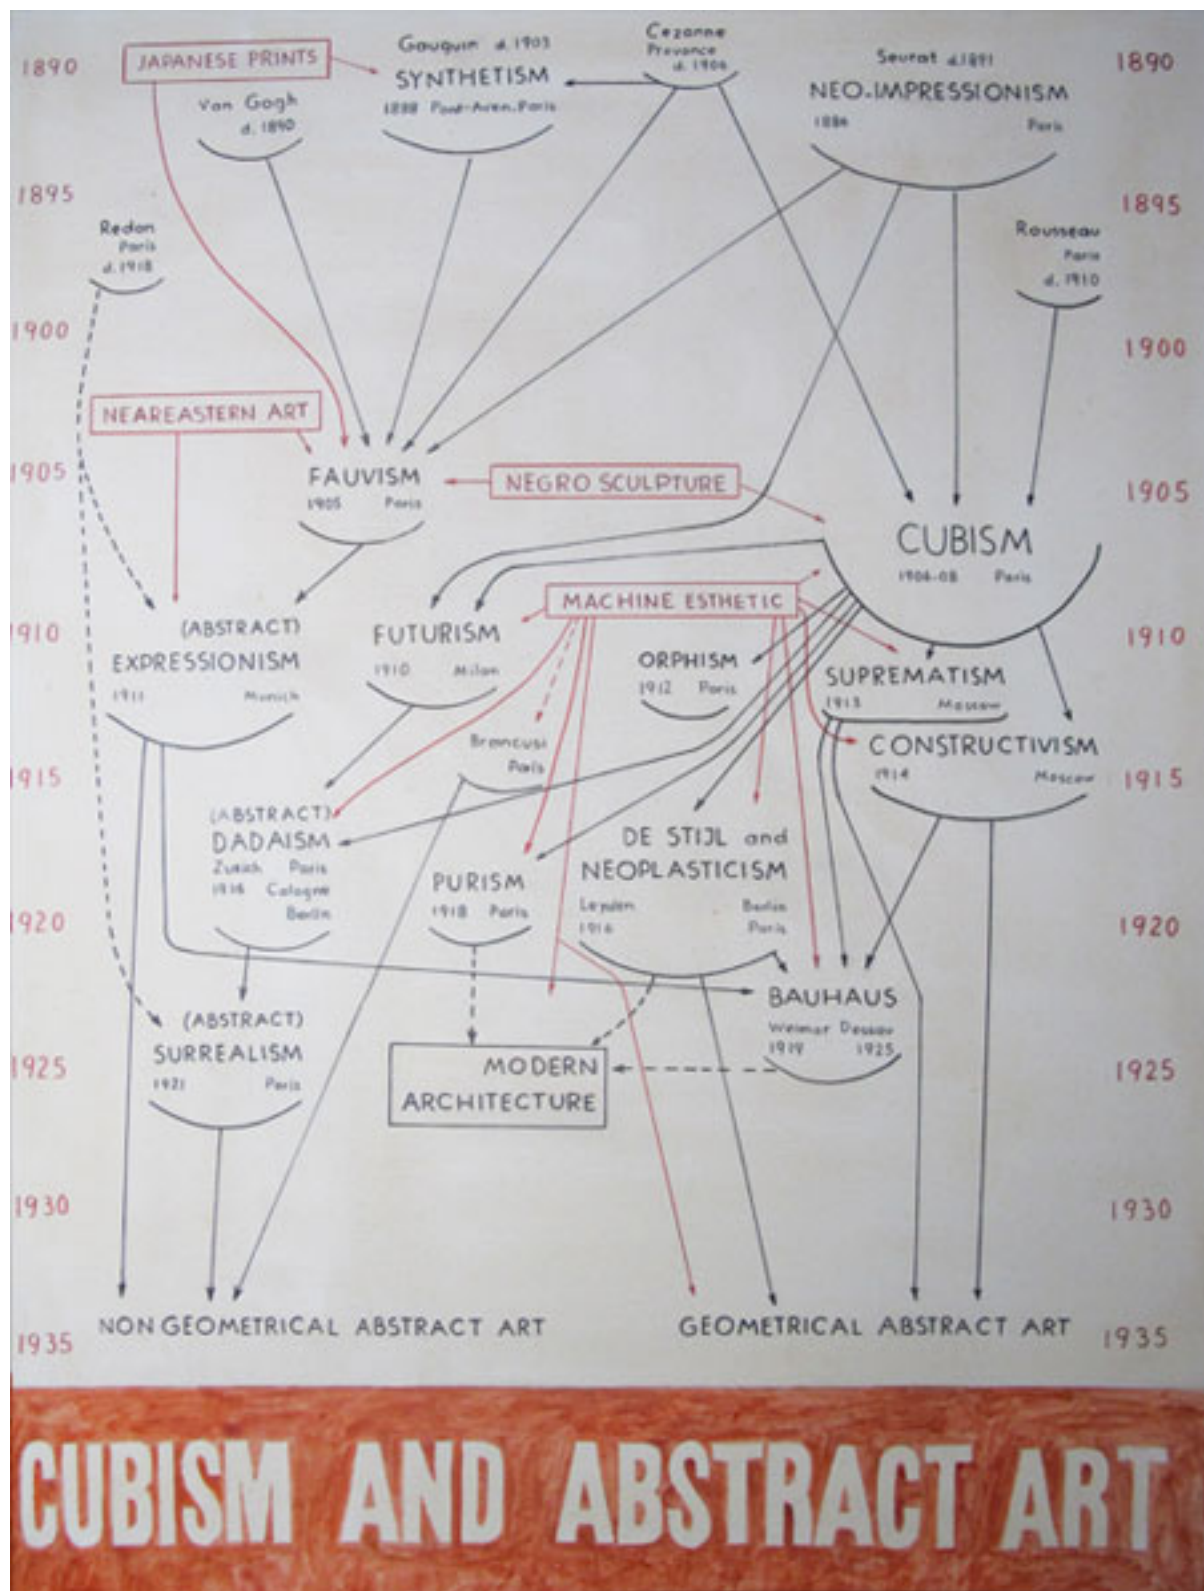 1890
JAPANESE PRINTS
Gauguin d. 1903
SYNTHETISM
1888 Pont-Aven, Paris
Cezanne
Provence
d. 1906
Seurat d. 1891
NEO-IMPRESSIONISM
1886 Paris
1890
Van Gogh
d. 1890
1895
1895
Redon
Paris
d. 1918
Rousseau
Paris
d. 1910
1900
1900
NEAR EASTERN ART
1905
FAUVISM
1905 Paris
NEGRO SCULPTURE
1905
CUBISM
1906-08 Paris
MACHINE ESTHETIC
1910
(ABSTRACT)
EXPRESSIONISM
1911 Munich
FUTURISM
1910 Milan
ORPHISM
1912 Paris
SUPREMATISM
1913 Moscow
1910
Brancusi
Paris
CONSTRUCTIVISM
1914 Moscow
1915
1915
(ABSTRACT)
DADAISM
Zurich Paris
1916 Cologne
Berlin
PURISM
1918 Paris
DE STIJL and
NEOPLASTICISM
Leyden Berlin
1916 Paris
1920
1920
(ABSTRACT)
SURREALISM
1921 Paris
BAUHAUS
Weimar Dessau
1919 1925
MODERN
ARCHITECTURE
1925
1925
1930
1930
NON GEOMETRICAL ABSTRACT ART
GEOMETRICAL ABSTRACT ART
1935
1935
CUBISM AND ABSTRACT ART